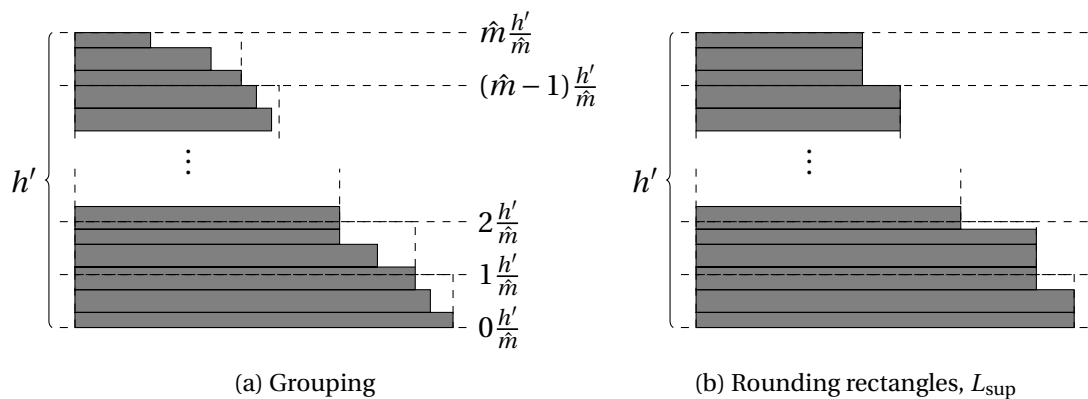 m̂ h′/m̂
(m̂ − 1) h′/m̂
h′
⋮
2 h′/m̂
1 h′/m̂
0 h′/m̂
(a) Grouping
h′
⋮
(b) Rounding rectangles, L_sup